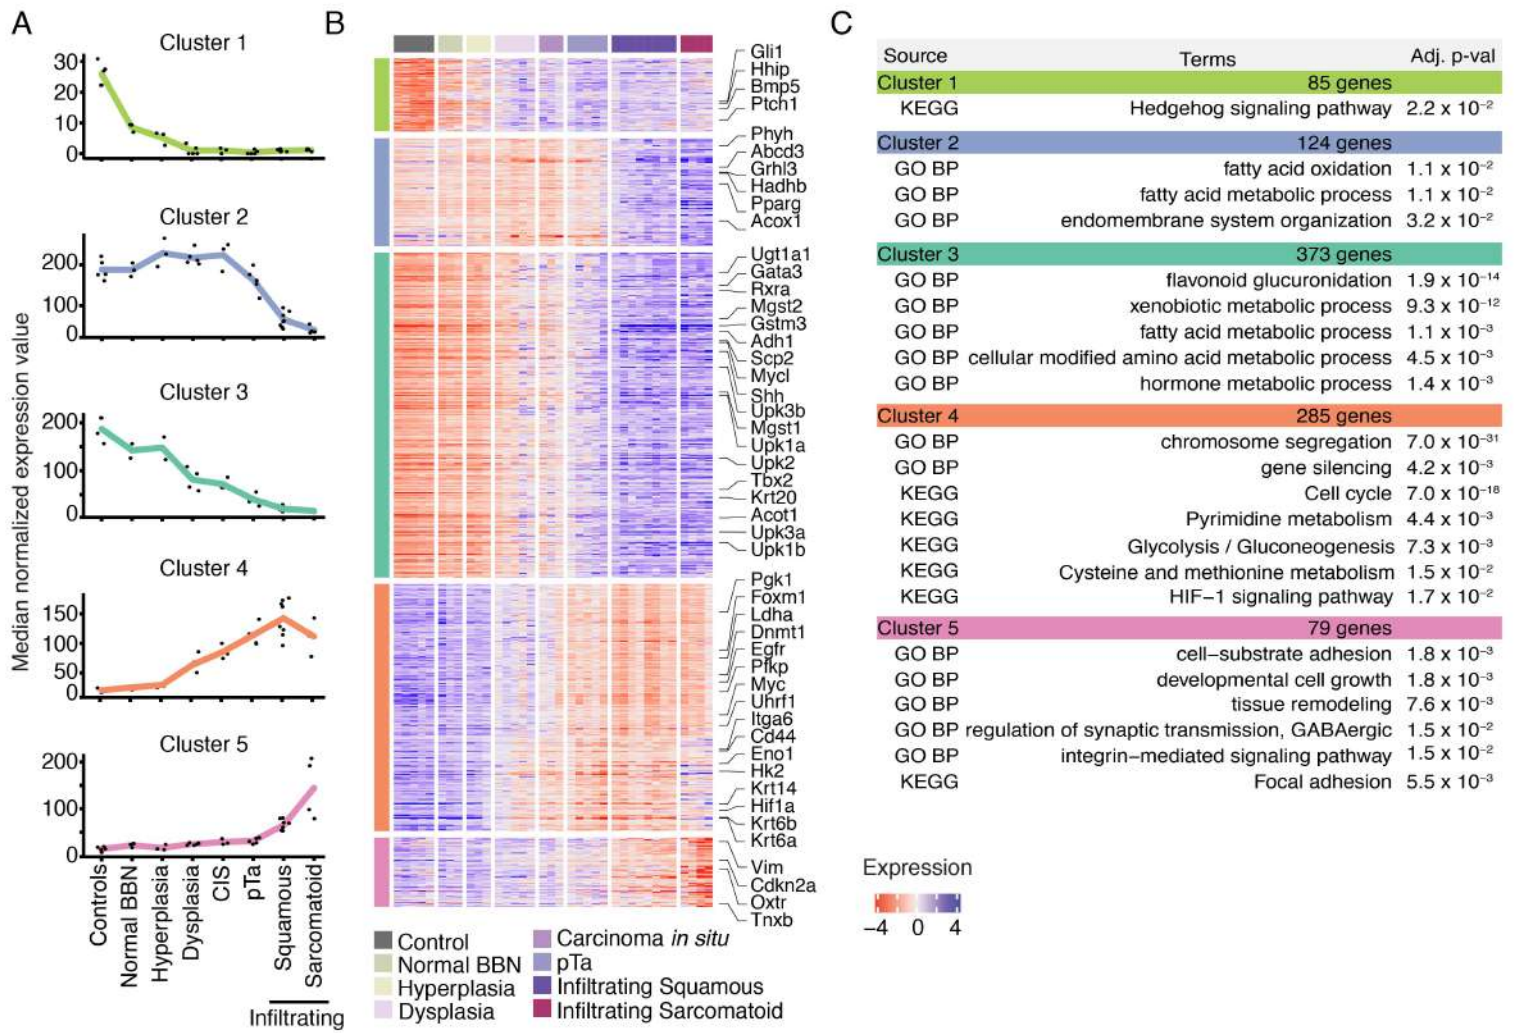 A
B
C
Median normalized expression value
Cluster 1
30
20
10
0
Cluster 2
200
100
0
Cluster 3
200
100
0
Cluster 4
150
100
50
0
Cluster 5
200
100
0
Controls
Normal BBN
Hyperplasia
Dysplasia
CIS
pTa
Squamous
Sarcomatoid
Infiltrating
Gli1
Hhip
Bmp5
Ptch1
Phyh
Abcd3
Grhl3
Hadhb
Pparg
Acox1
Ugt1a1
Gata3
Rxra
Mgst2
Gstm3
Adh1
Scp2
Mycl
Shh
Upk3b
Mgst1
Upk1a
Upk2
Tbx2
Krt20
Acot1
Upk3a
Upk1b
Pgk1
Foxm1
Ldha
Dnmt1
Egfr
Pfkp
Myc
Uhrf1
Itga6
Cd44
Eno1
Hk2
Krt14
Hif1a
Krt6b
Krt6a
Vim
Cdkn2a
Oxtr
Tnxb
Control
Normal BBN
Hyperplasia
Dysplasia
Carcinoma in situ
pTa
Infiltrating Squamous
Infiltrating Sarcomatoid
Source Terms Adj. p-val
Cluster 1 85 genes
KEGG Hedgehog signaling pathway 2.2 x 10⁻²
Cluster 2 124 genes
GO BP fatty acid oxidation 1.1 x 10⁻²
GO BP fatty acid metabolic process 1.1 x 10⁻²
GO BP endomembrane system organization 3.2 x 10⁻²
Cluster 3 373 genes
GO BP flavonoid glucuronidation 1.9 x 10⁻¹⁴
GO BP xenobiotic metabolic process 9.3 x 10⁻¹²
GO BP fatty acid metabolic process 1.1 x 10⁻³
GO BP cellular modified amino acid metabolic process 4.5 x 10⁻³
GO BP hormone metabolic process 1.4 x 10⁻³
Cluster 4 285 genes
GO BP chromosome segregation 7.0 x 10⁻³¹
GO BP gene silencing 4.2 x 10⁻³
KEGG Cell cycle 7.0 x 10⁻¹⁸
KEGG Pyrimidine metabolism 4.4 x 10⁻³
KEGG Glycolysis / Gluconeogenesis 7.3 x 10⁻³
KEGG Cysteine and methionine metabolism 1.5 x 10⁻²
KEGG HIF−1 signaling pathway 1.7 x 10⁻²
Cluster 5 79 genes
GO BP cell−substrate adhesion 1.8 x 10⁻³
GO BP developmental cell growth 1.8 x 10⁻³
GO BP tissue remodeling 7.6 x 10⁻³
GO BP regulation of synaptic transmission, GABAergic 1.5 x 10⁻²
GO BP integrin−mediated signaling pathway 1.5 x 10⁻²
KEGG Focal adhesion 5.5 x 10⁻³
Expression
−4 0 4